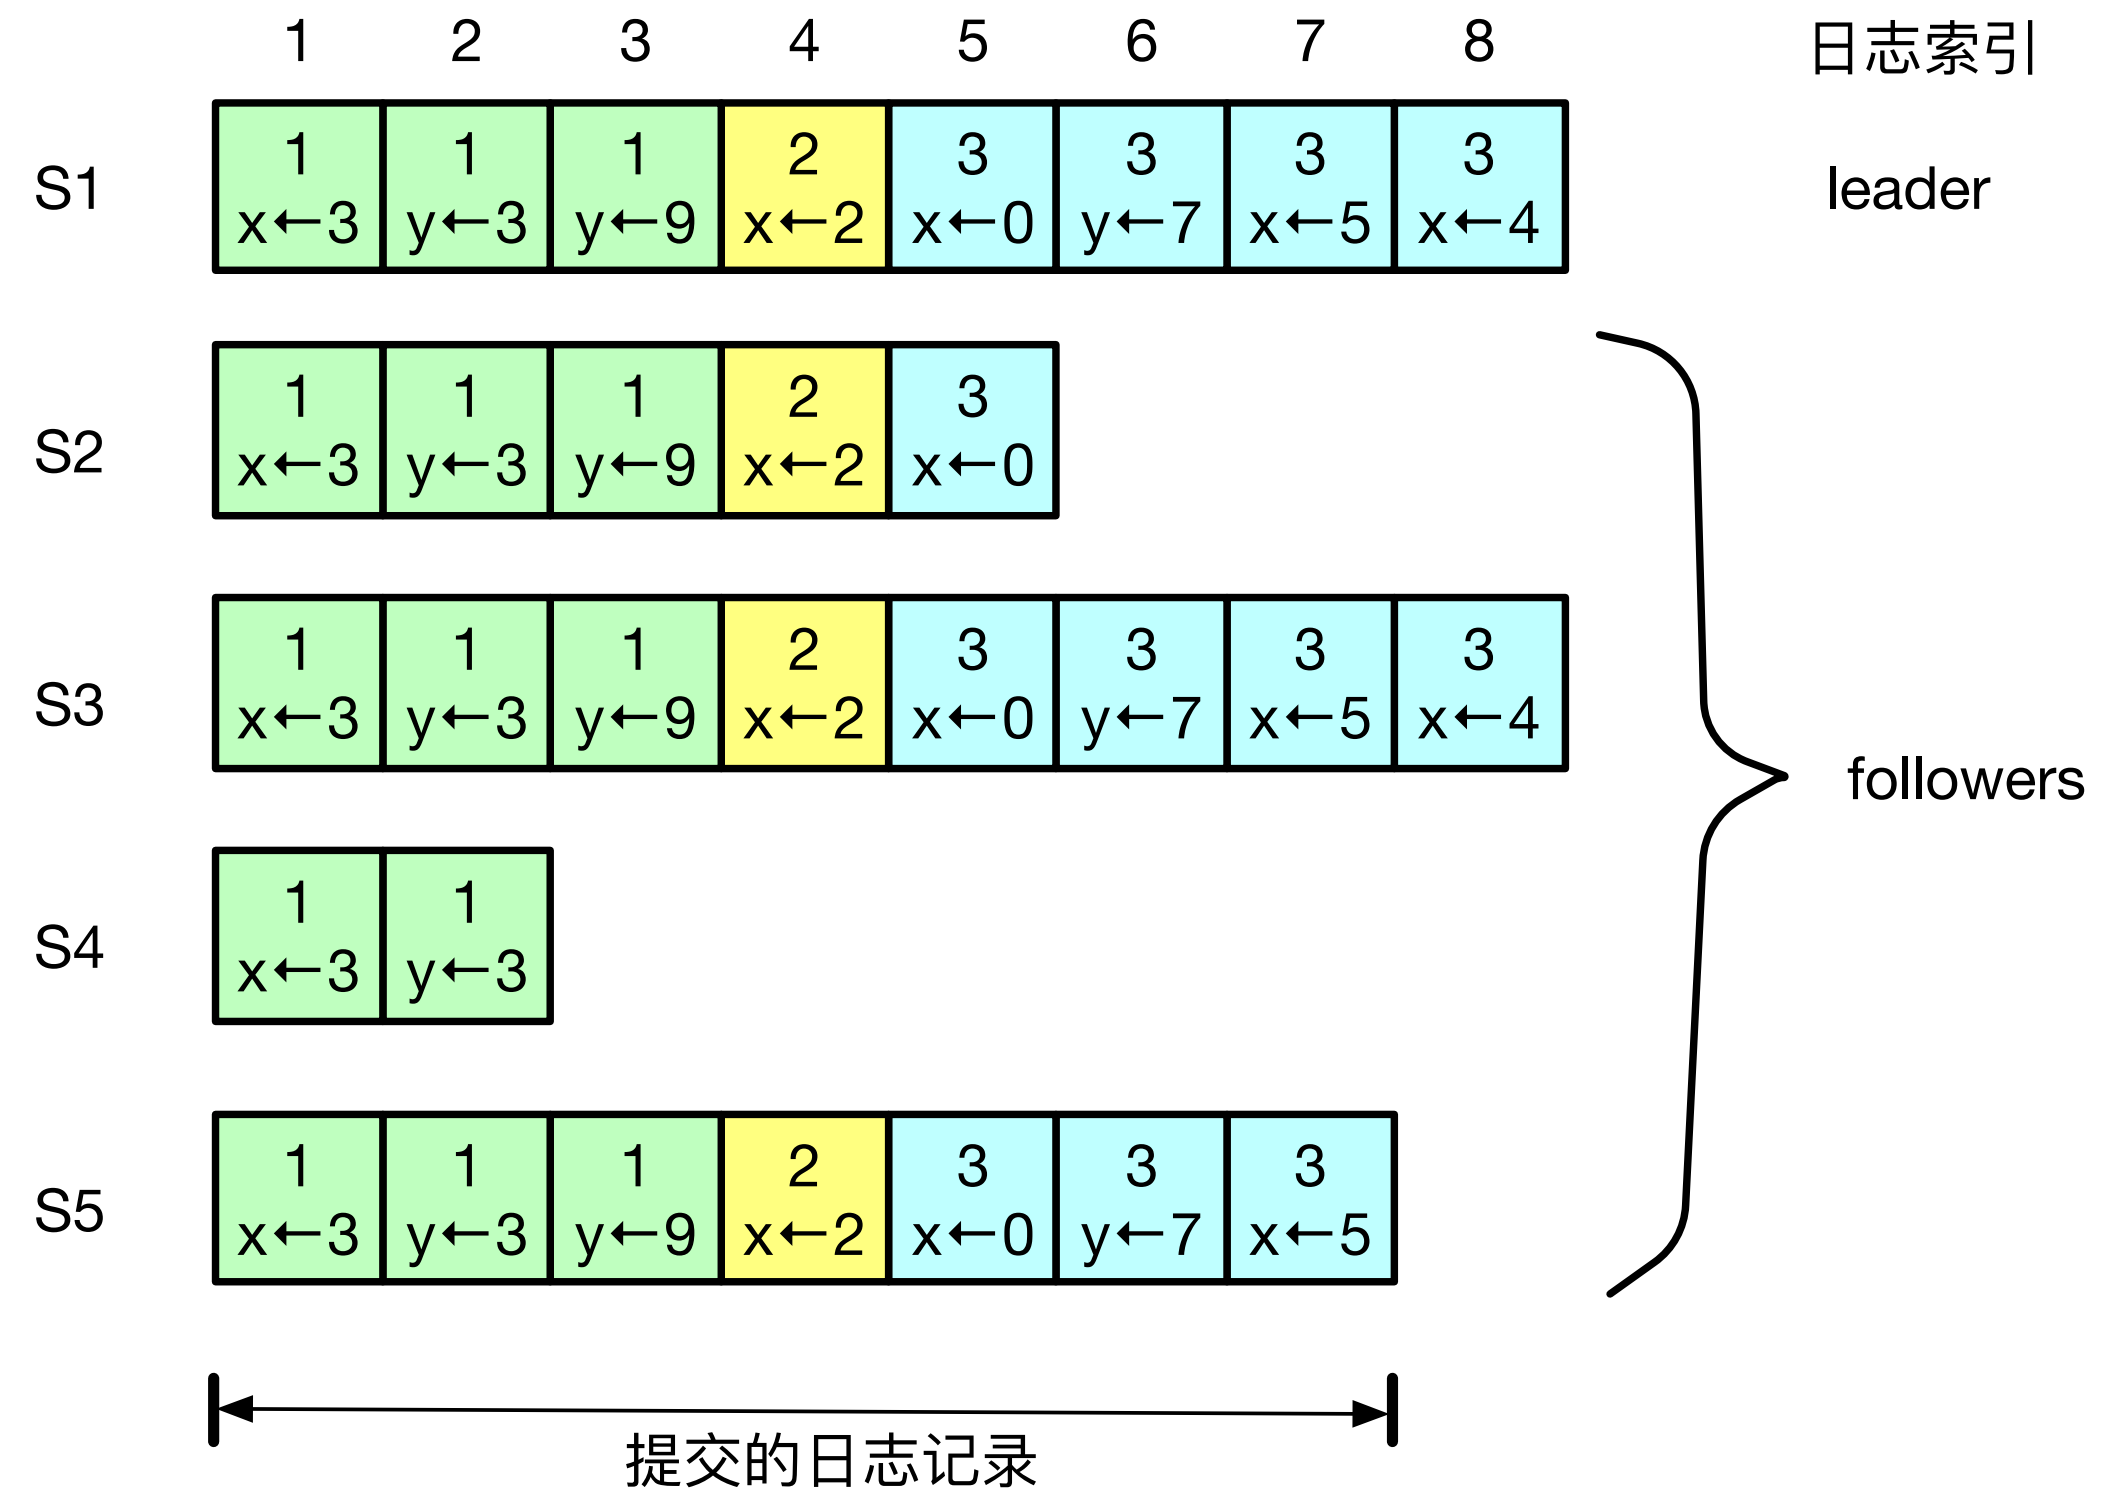 1 2 3 4 5 6 7 8 日志索引
1 1 1 2 3 3 3 3
S1 x←3 y←3 y←9 x←2 x←0 y←7 x←5 x←4 leader
1 1 1 2 3
S2 x←3 y←3 y←9 x←2 x←0
1 1 1 2 3 3 3 3
S3 x←3 y←3 y←9 x←2 x←0 y←7 x←5 x←4
followers
1 1
S4 x←3 y←3
1 1 1 2 3 3 3
S5 x←3 y←3 y←9 x←2 x←0 y←7 x←5
提交的日志记录